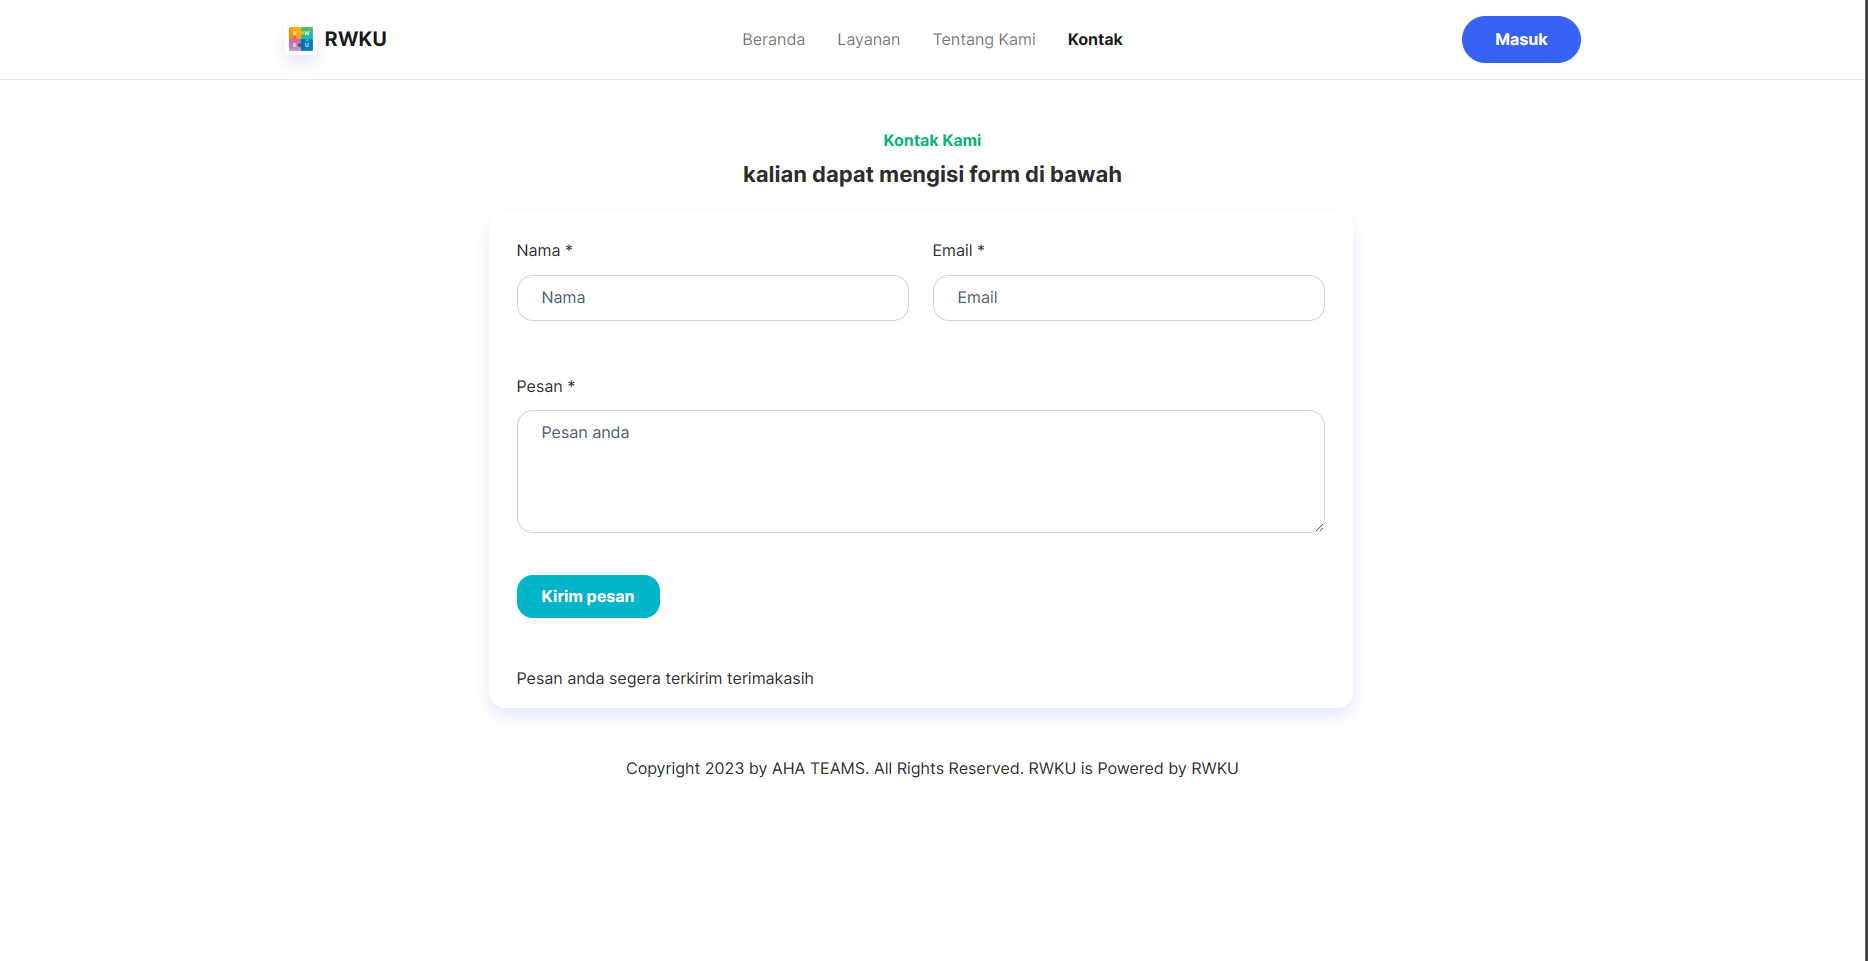 RWKU
Beranda
Layanan
Tentang Kami
Kontak
Masuk
Kontak Kami
kalian dapat mengisi form di bawah
Nama *
Email *
Nama
Email
Pesan *
Pesan anda
Kirim pesan
Pesan anda segera terkirim terimakasih
Copyright 2023 by AHA TEAMS. All Rights Reserved. RWKU is Powered by RWKU